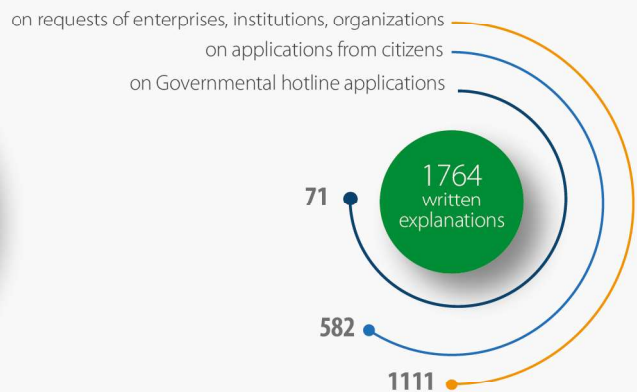 on requests of enterprises, institutions, organizations
on applications from citizens
on Governmental hotline applications
1764
written
explanations
71
582
1111